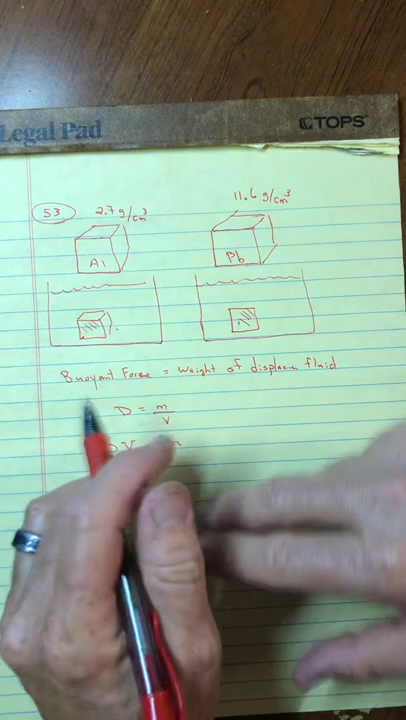 Legal Pad
TOPS
53
2.7 g/cm³
11.6 g/cm³
Al
Pb
Buoyant Force = Weight of displace fluid
D = m
V